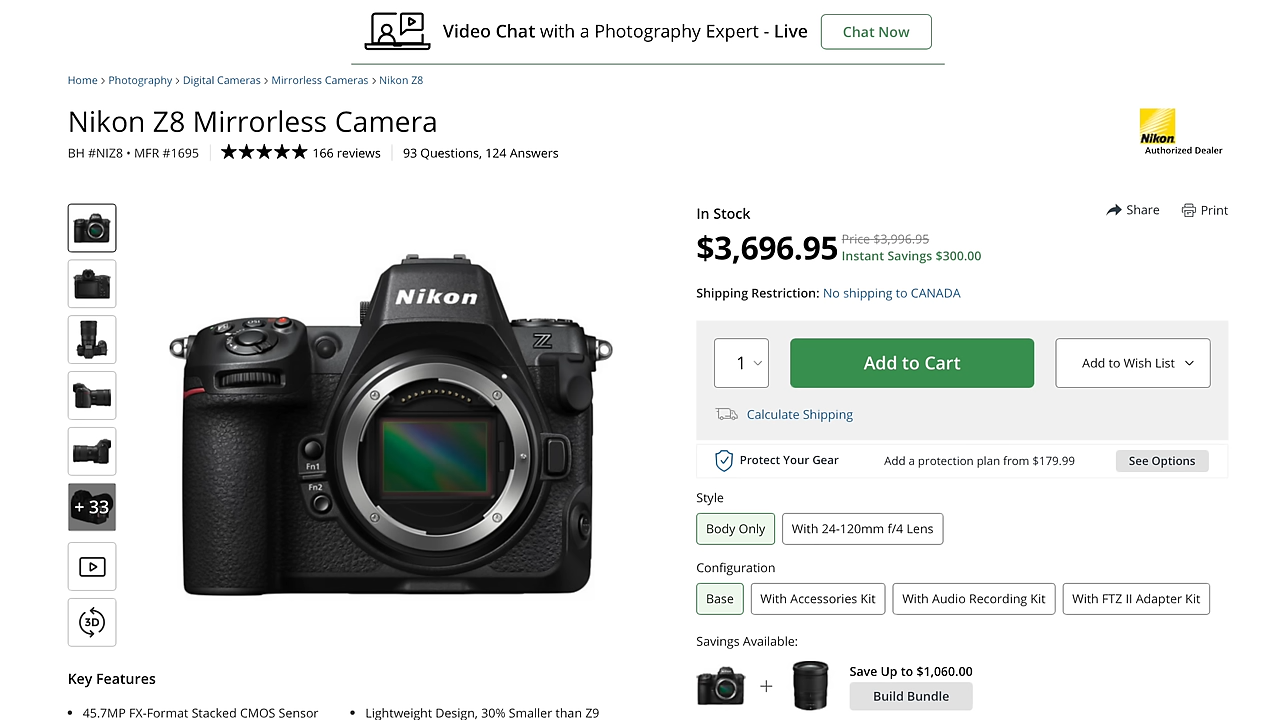 Video Chat with a Photography Expert - Live
Chat Now
Home > Photography > Digital Cameras > Mirrorless Cameras > Nikon Z8
Nikon Z8 Mirrorless Camera
BH #NIZ8 • MFR #1695
★★★★★ 166 reviews
93 Questions, 124 Answers
Nikon
Authorized Dealer
+ 33
3D
Nikon
Z
Fn1
Fn2
Key Features
• 45.7MP FX-Format Stacked CMOS Sensor
• Lightweight Design, 30% Smaller than Z9
In Stock
Share
Print
$3,696.95
Price $3,996.95
Instant Savings $300.00
Shipping Restriction: No shipping to CANADA
1
Add to Cart
Add to Wish List
Calculate Shipping
Protect Your Gear
Add a protection plan from $179.99
See Options
Style
Body Only
With 24-120mm f/4 Lens
Configuration
Base
With Accessories Kit
With Audio Recording Kit
With FTZ II Adapter Kit
Savings Available:
+
Save Up to $1,060.00
Build Bundle